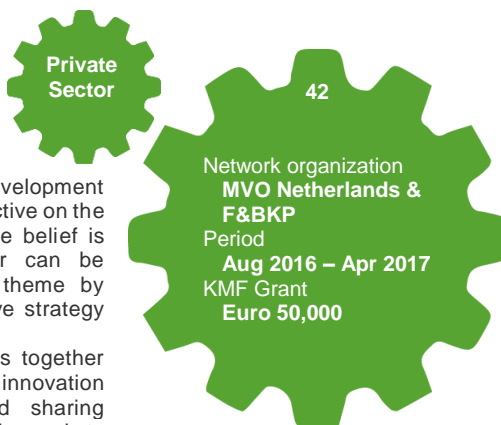 Private
Sector
42
Network organization
MVO Netherlands &
F&BKP
Period
Aug 2016 – Apr 2017
KMF Grant
Euro 50,000
velopment
ctive on the
e belief is
r can be
theme by
ve strategy
s together
innovation
d sharing